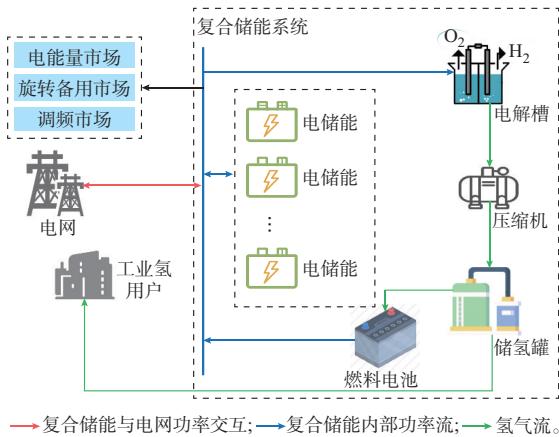 复合储能系统
电能量市场
旋转备用市场
调频市场
O₂
H₂
电解槽
电储能
电储能
⋮
电储能
压缩机
电网
工业氢
用户
储氢罐
燃料电池
复合储能与电网功率交互; 复合储能内部功率流; 氢气流。